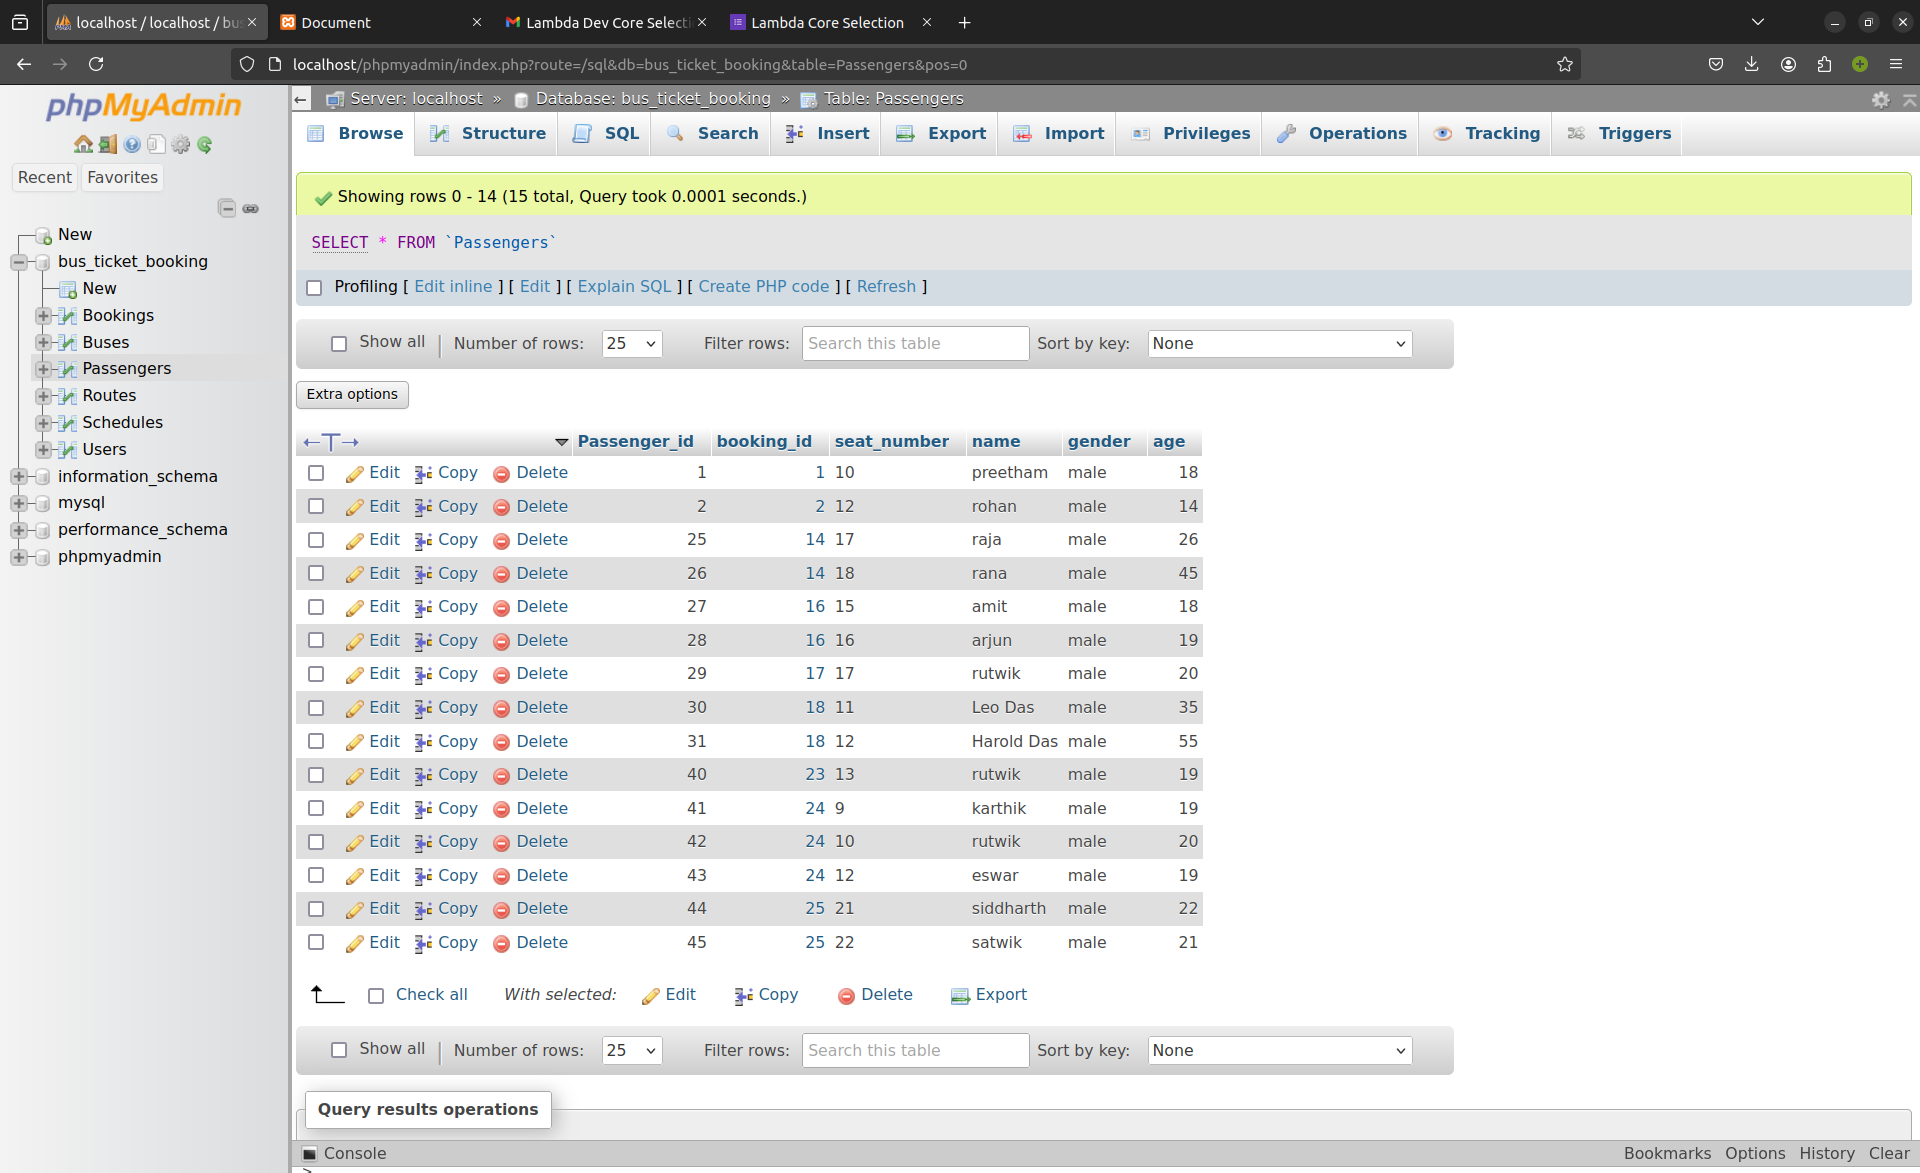 localhost / localhost / bu
Document
Lambda Dev Core Selecti
Lambda Core Selection
localhost/phpmyadmin/index.php?route=/sql&db=bus_ticket_booking&table=Passengers&pos=0
phpMyAdmin
Recent Favorites
New
bus_ticket_booking
New
Bookings
Buses
Passengers
Routes
Schedules
Users
information_schema
mysql
performance_schema
phpmyadmin
Server: localhost » Database: bus_ticket_booking » Table: Passengers
Browse Structure SQL Search Insert Export Import Privileges Operations Tracking Triggers
Showing rows 0 - 14 (15 total, Query took 0.0001 seconds.)
SELECT * FROM `Passengers`
Profiling [ Edit inline ] [ Edit ] [ Explain SQL ] [ Create PHP code ] [ Refresh ]
Show all | Number of rows: 25 Filter rows: Search this table Sort by key: None
Extra options
←T→ Passenger_id booking_id seat_number name gender age
Edit Copy Delete 1 1 10 preetham male 18
Edit Copy Delete 2 2 12 rohan male 14
Edit Copy Delete 25 14 17 raja male 26
Edit Copy Delete 26 14 18 rana male 45
Edit Copy Delete 27 16 15 amit male 18
Edit Copy Delete 28 16 16 arjun male 19
Edit Copy Delete 29 17 17 rutwik male 20
Edit Copy Delete 30 18 11 Leo Das male 35
Edit Copy Delete 31 18 12 Harold Das male 55
Edit Copy Delete 40 23 13 rutwik male 19
Edit Copy Delete 41 24 9 karthik male 19
Edit Copy Delete 42 24 10 rutwik male 20
Edit Copy Delete 43 24 12 eswar male 19
Edit Copy Delete 44 25 21 siddharth male 22
Edit Copy Delete 45 25 22 satwik male 21
Check all With selected: Edit Copy Delete Export
Show all | Number of rows: 25 Filter rows: Search this table Sort by key: None
Query results operations
Console Bookmarks Options History Clear
>